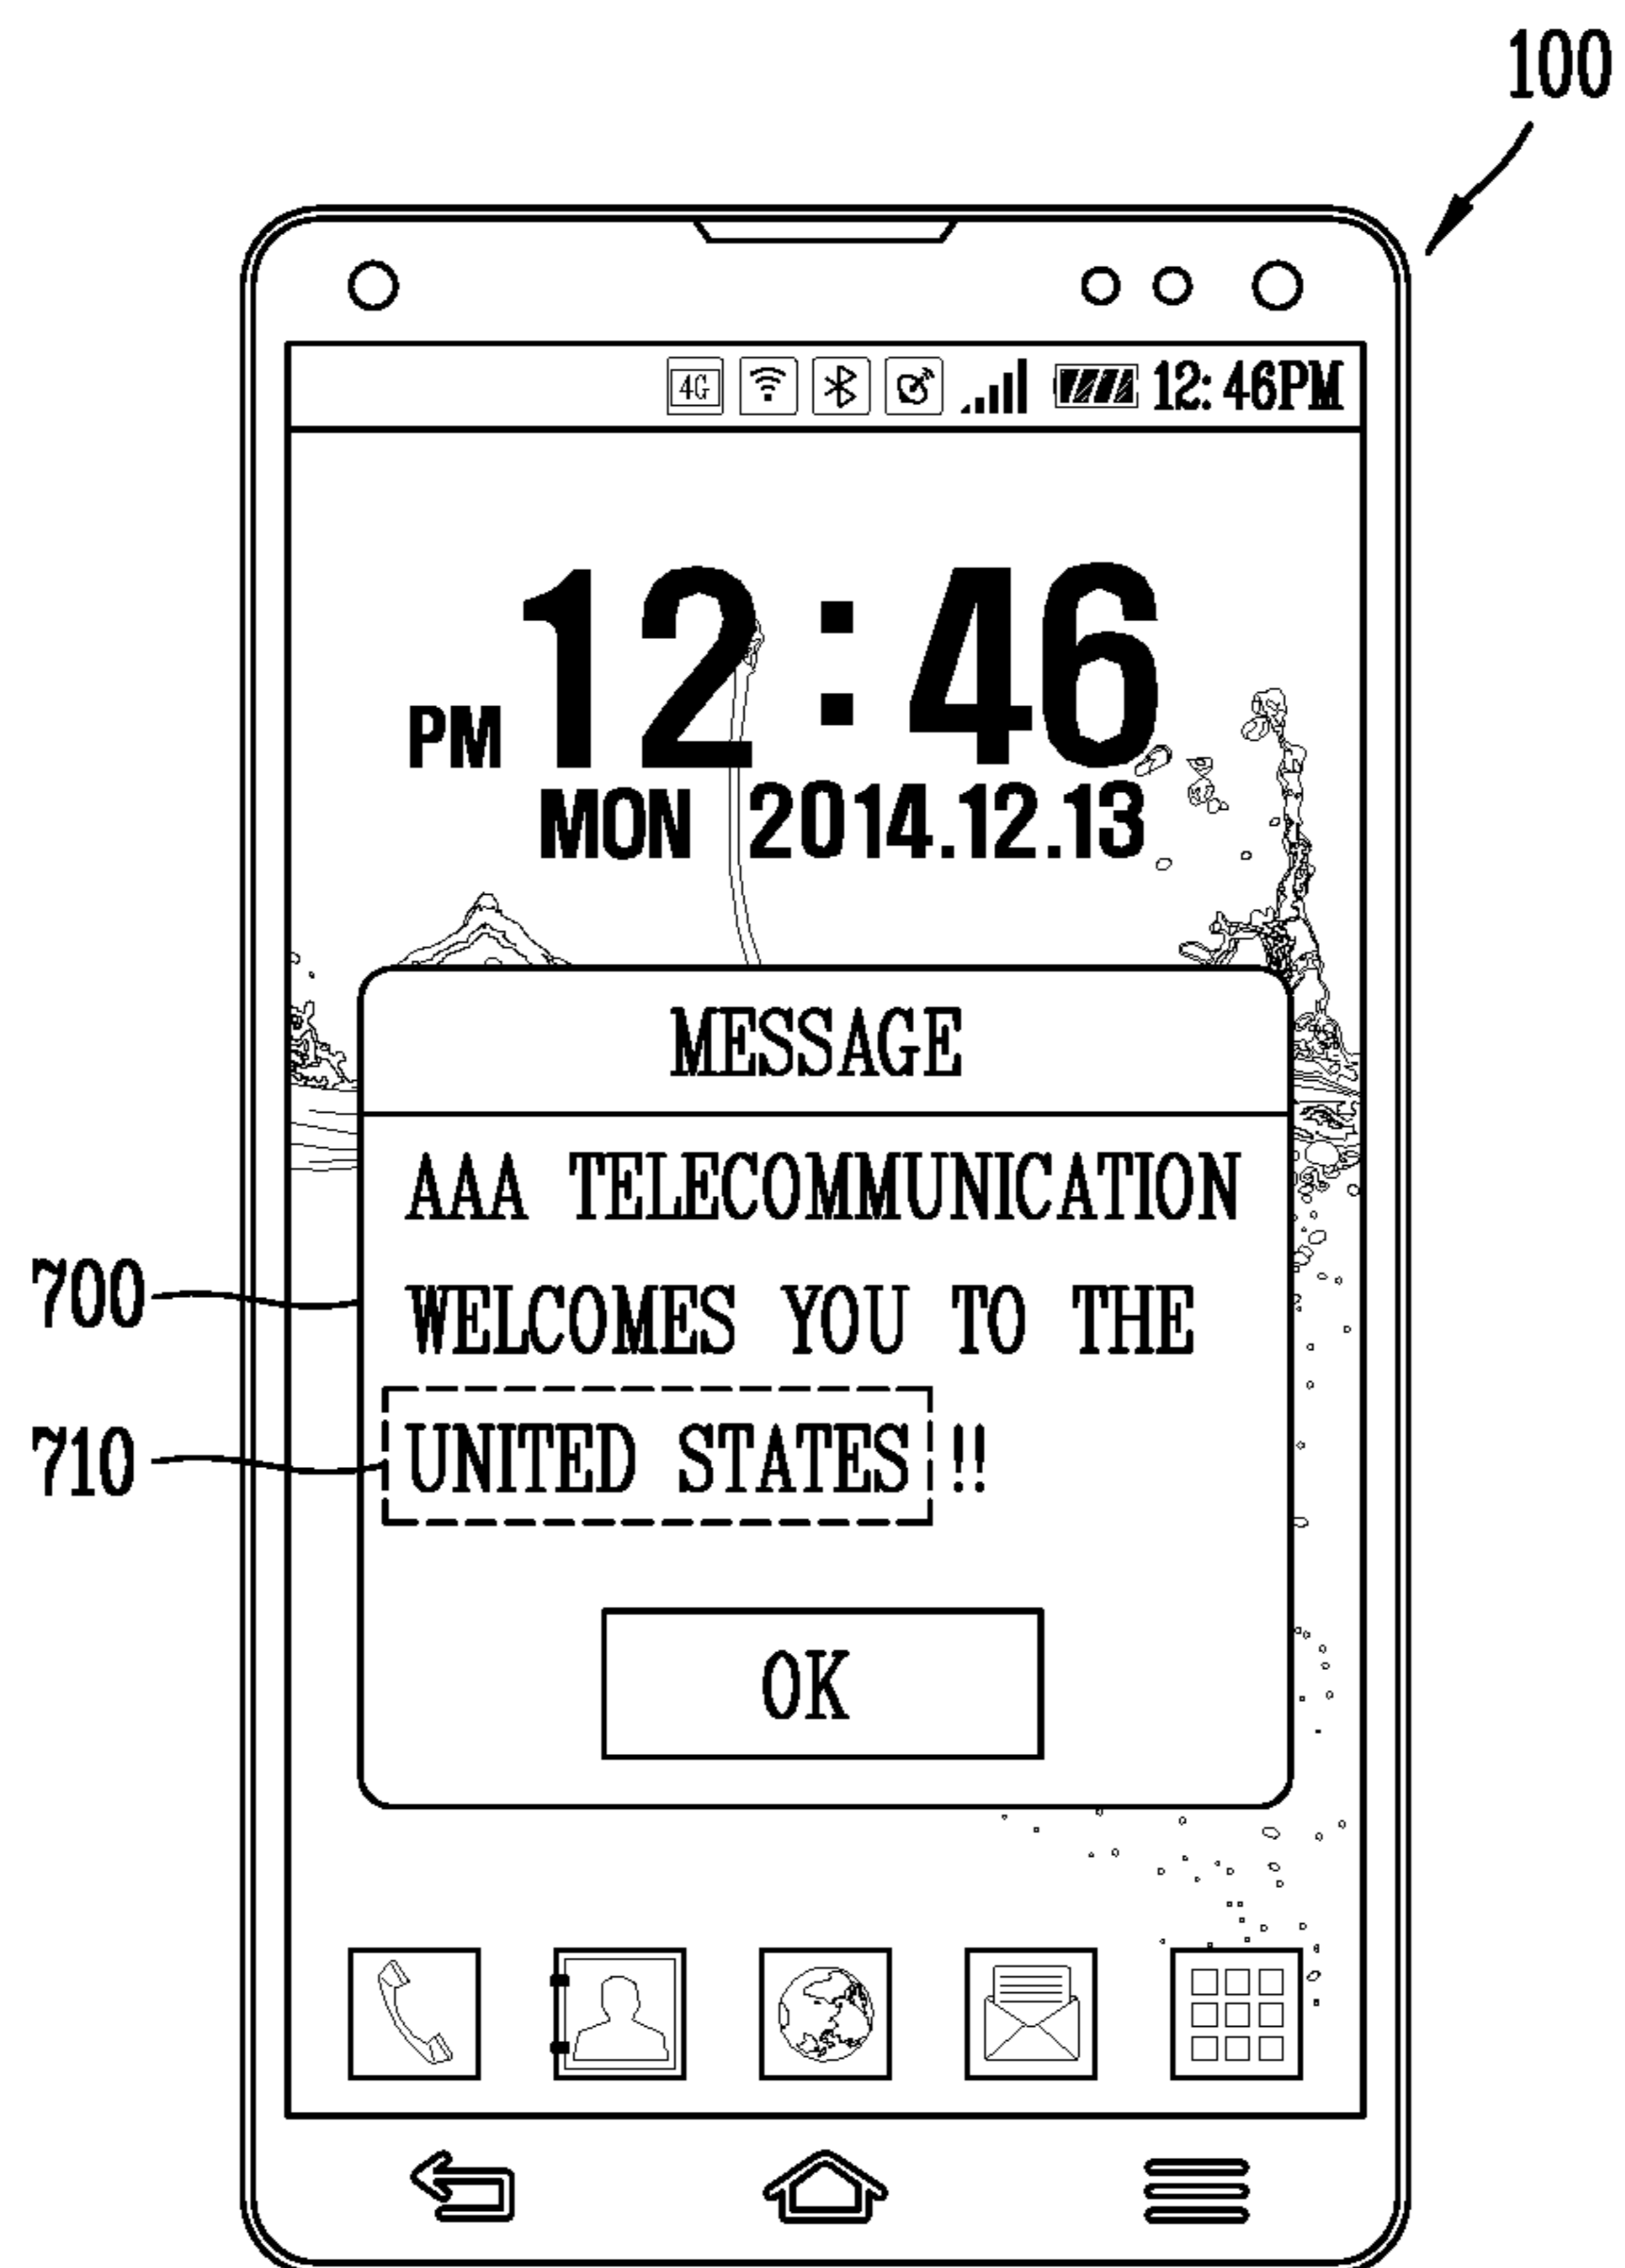 100
4G 12:46PM
PM 12:46
MON 2014.12.13
MESSAGE
AAA TELECOMMUNICATION
700
WELCOMES YOU TO THE
710
UNITED STATES!!
OK